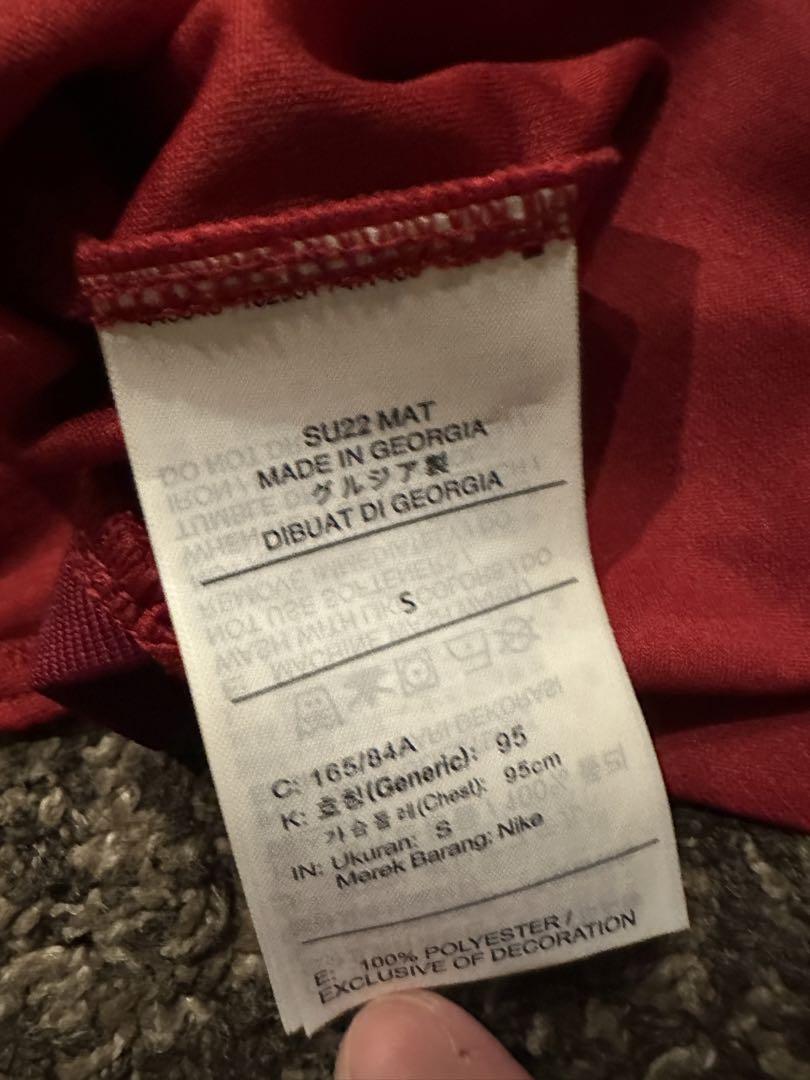 SU22 MAT
MADE IN GEORGIA
グルジア製
DIBUAT DI GEORGIA
S
C: 165/84A
K: 호칭(Generic): 95
가슴둘레(Chest): 95cm
IN: Ukuran: S
Merek Barang: Nike
E: 100% POLYESTER /
EXCLUSIVE OF DECORATION